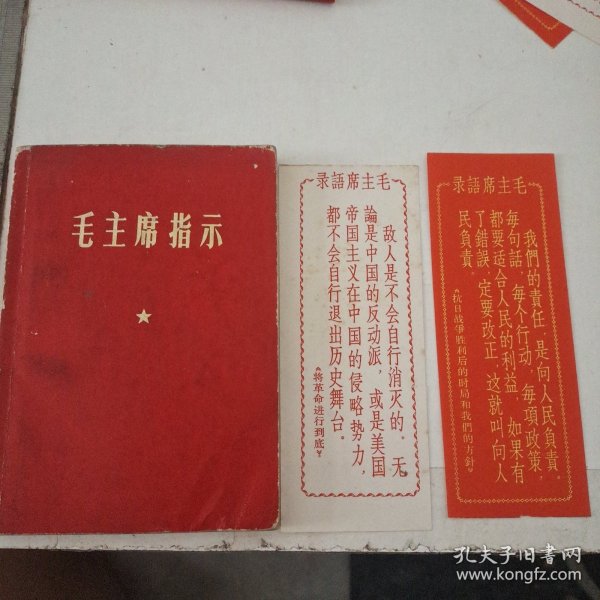 毛主席指示
录語席主毛
敌人是不会自行消灭的。无
論是中国的反动派，或是美国
帝国主义在中国的侵略势力，
都不会自行退出历史舞台。
《将革命进行到底》
录語席主毛
我們的責任，是向人民負責。
每句話，每个行动，每項政策，
都要适合人民的利益，如果有
了錯誤，定要改正，这就叫向人
民負責。
《抗日战爭胜利后的时局和我們的方針》
孔夫子旧书网
www.kongfz.com